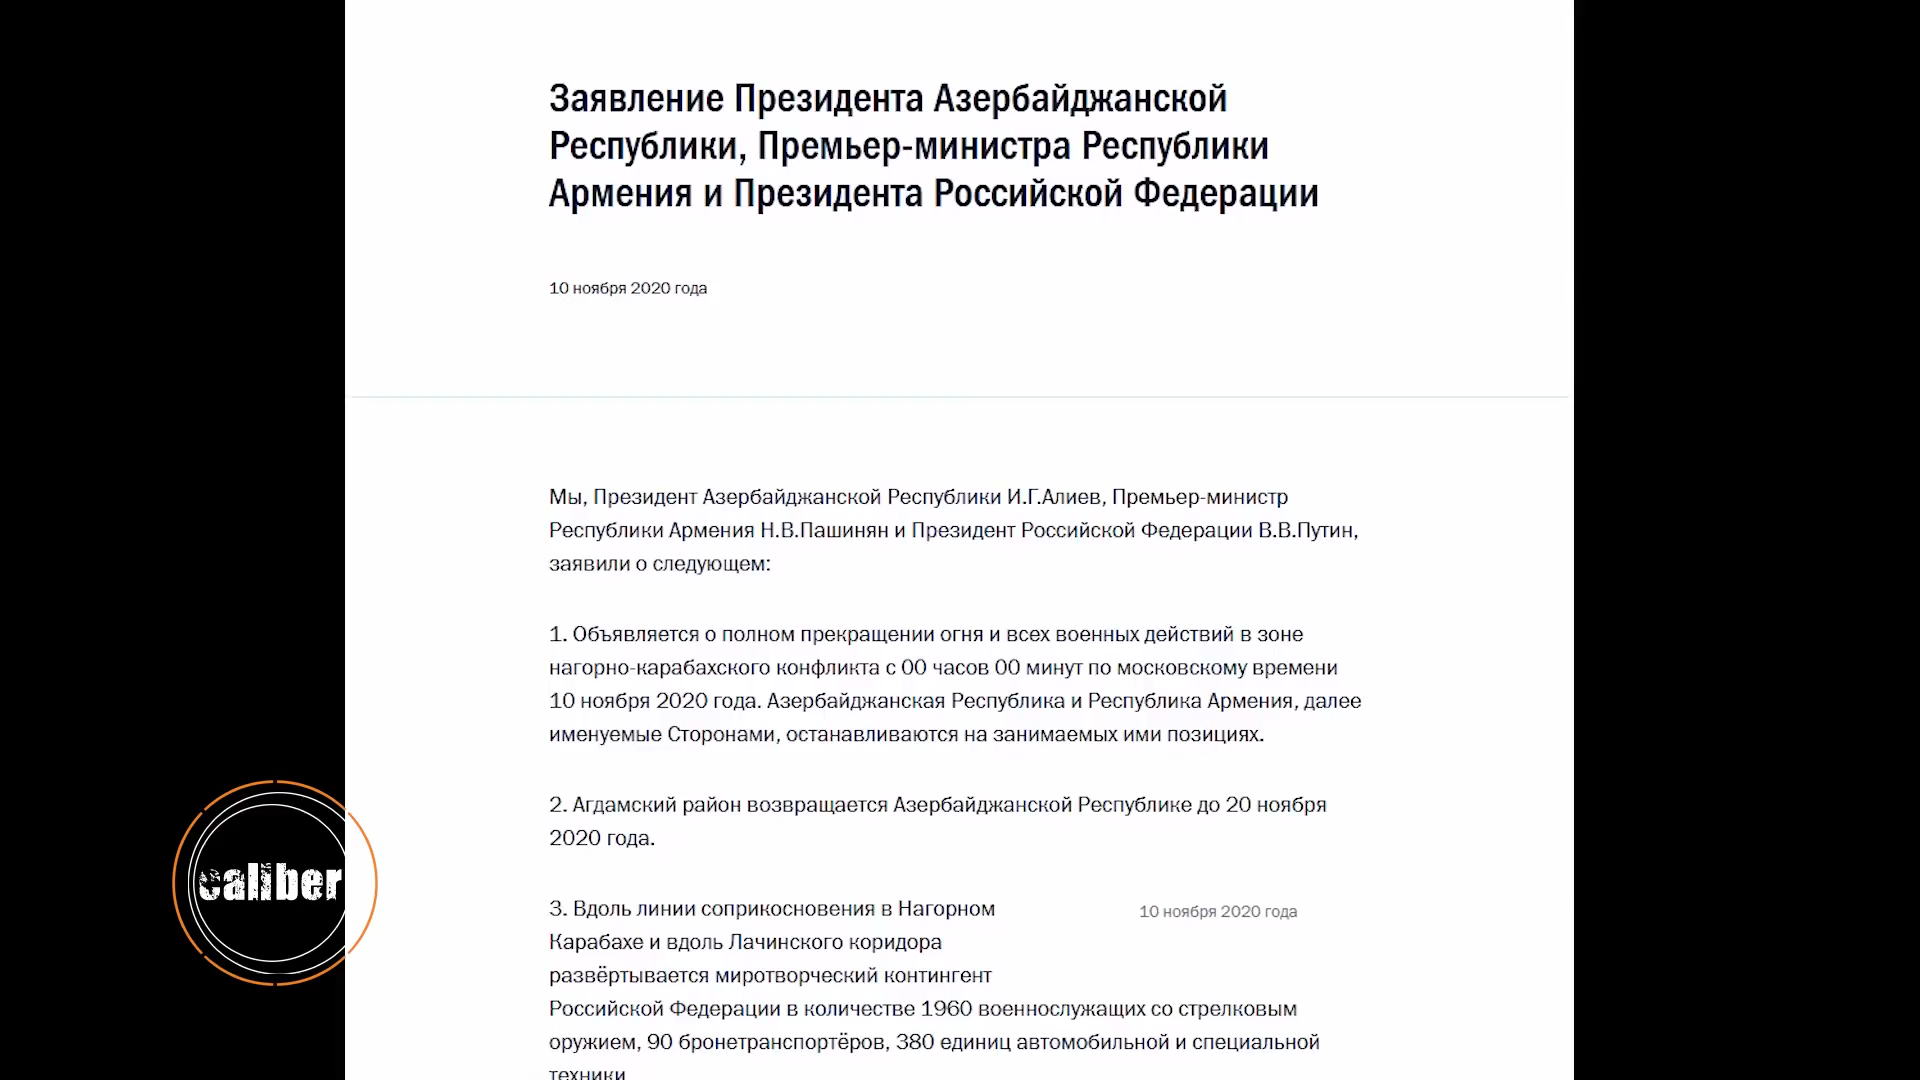 Заявление Президента Азербайджанской
Республики, Премьер-министра Республики
Армения и Президента Российской Федерации
10 ноября 2020 года
Мы, Президент Азербайджанской Республики И.Г.Алиев, Премьер-министр
Республики Армения Н.В.Пашинян и Президент Российской Федерации В.В.Путин,
заявили о следующем:
1. Объявляется о полном прекращении огня и всех военных действий в зоне
нагорно-карабахского конфликта с 00 часов 00 минут по московскому времени
10 ноября 2020 года. Азербайджанская Республика и Республика Армения, далее
именуемые Сторонами, останавливаются на занимаемых ими позициях.
2. Агдамский район возвращается Азербайджанской Республике до 20 ноября
2020 года.
3. Вдоль линии соприкосновения в Нагорном
Карабахе и вдоль Лачинского коридора
развёртывается миротворческий контингент
Российской Федерации в количестве 1960 военнослужащих со стрелковым
оружием, 90 бронетранспортёров, 380 единиц автомобильной и специальной
техники.
10 ноября 2020 года
caliber